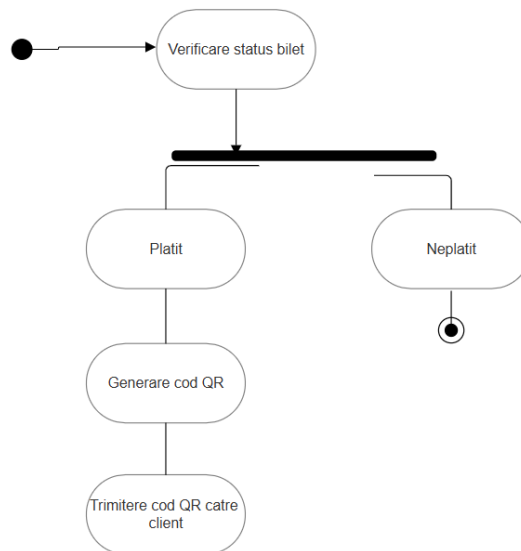 Verificare status bilet
Platit
Neplatit
Generare cod QR
Trimitere cod QR catre
client